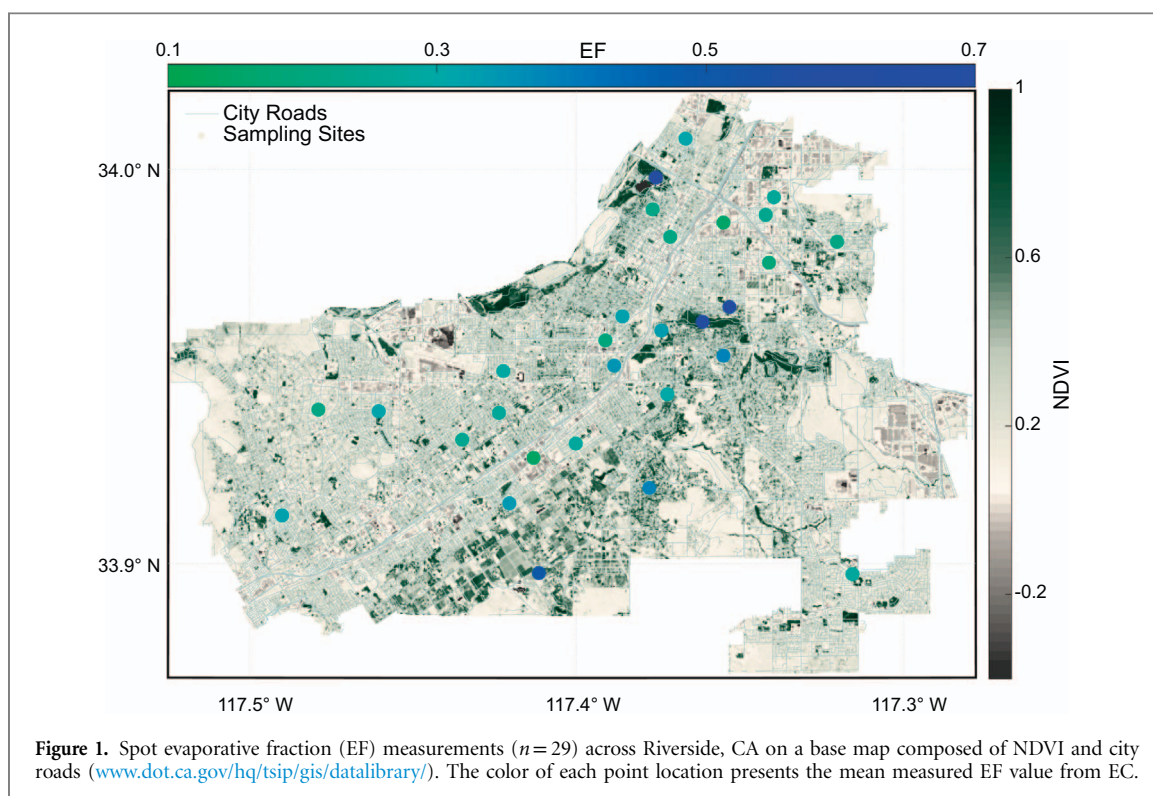 0.1 0.3 EF 0.5 0.7
City Roads
Sampling Sites
34.0° N
33.9° N
117.5° W 117.4° W 117.3° W
1
0.6
0.2
-0.2
NDVI
Figure 1. Spot evaporative fraction (EF) measurements (n = 29) across Riverside, CA on a base map composed of NDVI and city
roads (www.dot.ca.gov/hq/tsip/gis/datalibrary/). The color of each point location presents the mean measured EF value from EC.